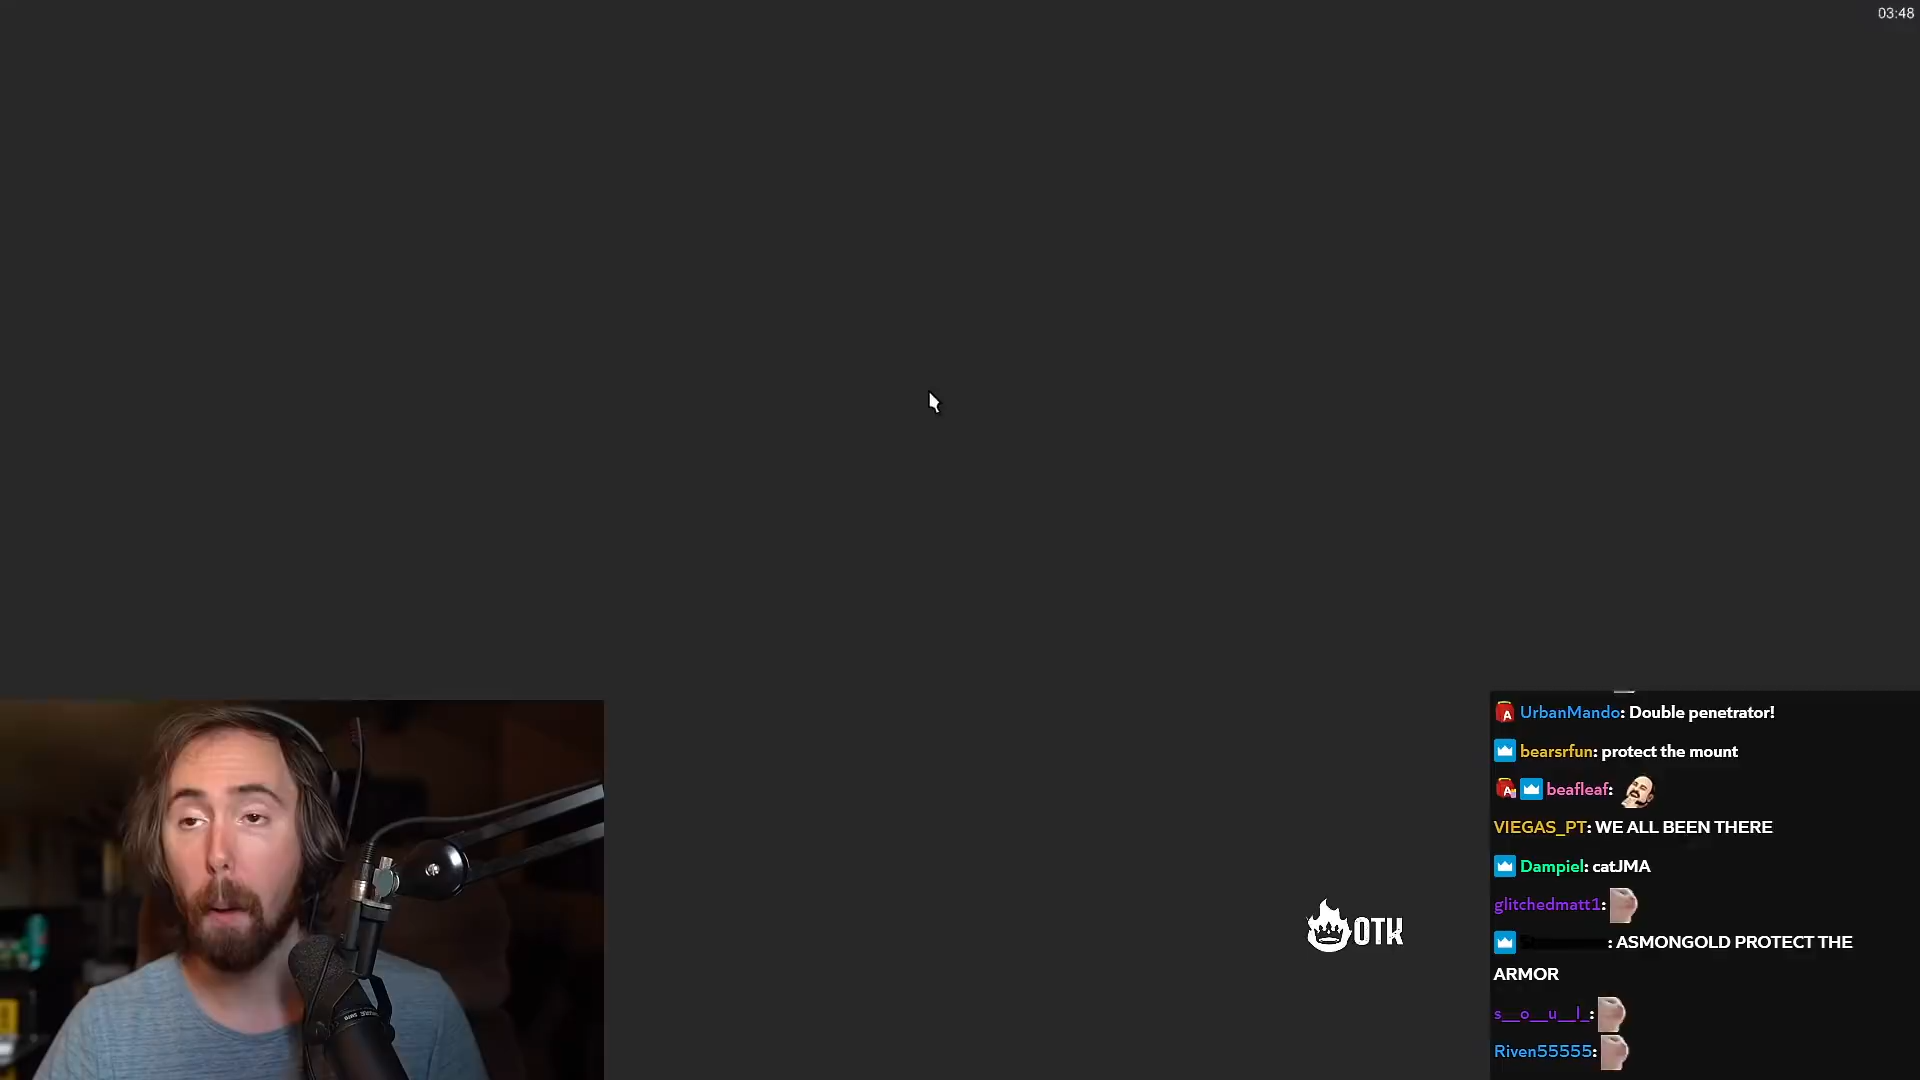 03:48
UrbanMando: Double penetrator!
bearsrfun: protect the mount
beafleaf:
VIEGAS_PT: WE ALL BEEN THERE
Dampiel: catJMA
glitchedmatt1:
: ASMONGOLD PROTECT THE
ARMOR
s__o__u__l_:
Riven55555:
OTK